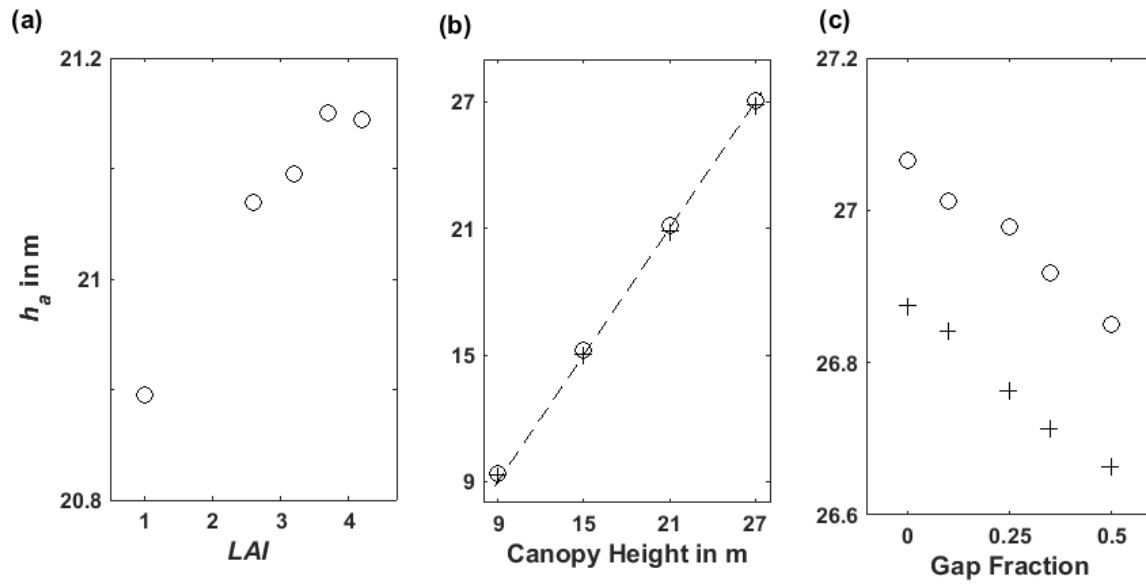 (a)
21.2
21
20.8
h_a in m
1 2 3 4
LAI
(b)
27
21
15
9
9 15 21 27
Canopy Height in m
(c)
27.2
27
26.8
26.6
0 0.25 0.5
Gap Fraction